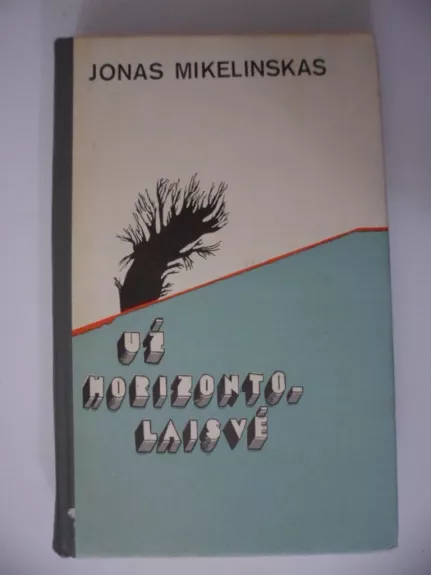 JONAS MIKELINSKAS
UŽ
HORIZONTO-
LAISVĖ